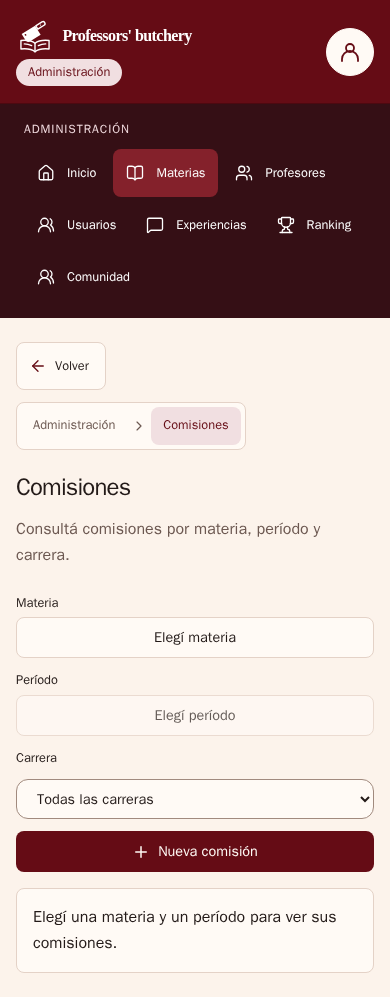 Professors' butchery
Administración
ADMINISTRACIÓN
Inicio
Materias
Profesores
Usuarios
Experiencias
Ranking
Comunidad
Volver
Administración
Comisiones
Comisiones
Consultá comisiones por materia, período y
carrera.
Materia
Elegí materia
Período
Elegí período
Carrera
Todas las carreras
Nueva comisión
Elegí una materia y un período para ver sus
comisiones.